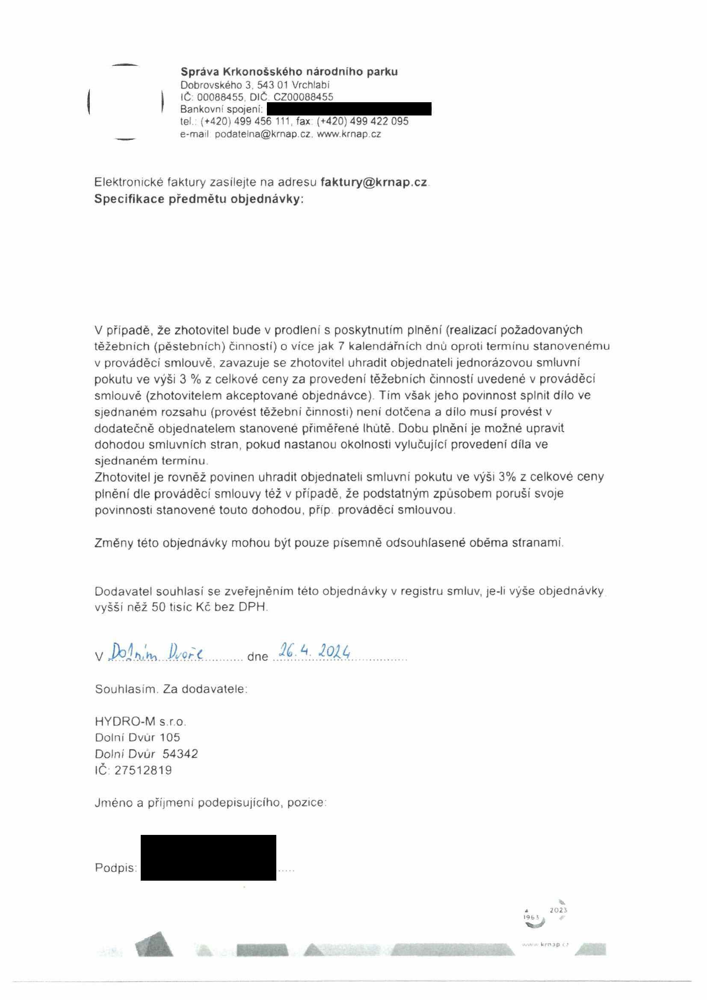 Správa Krkonošského národního parku
Dobrovského 3, 543 01 Vrchlabí
IČ: 00088455, DIČ: CZ00088455
Bankovní spojení:
tel.: (+420) 499 456 111, fax: (+420) 499 422 095
e-mail: podatelna@krnap.cz, www.krnap.cz
Elektronické faktury zasílejte na adresu faktury@krnap.cz.
Specifikace předmětu objednávky:
V případě, že zhotovitel bude v prodlení s poskytnutím plnění (realizací požadovaných
těžebních (pěstebních) činností) o více jak 7 kalendářních dnů oproti termínu stanovenému
v prováděcí smlouvě, zavazuje se zhotovitel uhradit objednateli jednorázovou smluvní
pokutu ve výši 3 % z celkové ceny za provedení těžebních činností uvedené v prováděcí
smlouvě (zhotovitelem akceptované objednávce). Tím však jeho povinnost splnit dílo ve
sjednaném rozsahu (provést těžební činnosti) není dotčena a dílo musí provést v
dodatečně objednatelem stanovené přiměřené lhůtě. Dobu plnění je možné upravit
dohodou smluvních stran, pokud nastanou okolnosti vylučující provedení díla ve
sjednaném termínu.
Zhotovitel je rovněž povinen uhradit objednateli smluvní pokutu ve výši 3% z celkové ceny
plnění dle prováděcí smlouvy též v případě, že podstatným způsobem poruší svoje
povinnosti stanovené touto dohodou, příp. prováděcí smlouvou.
Změny této objednávky mohou být pouze písemně odsouhlasené oběma stranami.
Dodavatel souhlasí se zveřejněním této objednávky v registru smluv, je-li výše objednávky
vyšší něž 50 tisíc Kč bez DPH.
V Dolním Dvoře dne 26. 4. 2024
Souhlasím. Za dodavatele:
HYDRO-M s.r.o.
Dolní Dvůr 105
Dolní Dvůr 54342
IČ: 27512819
Jméno a příjmení podepisujícího, pozice:
Podpis:
2023
1963
www.krnap.cz